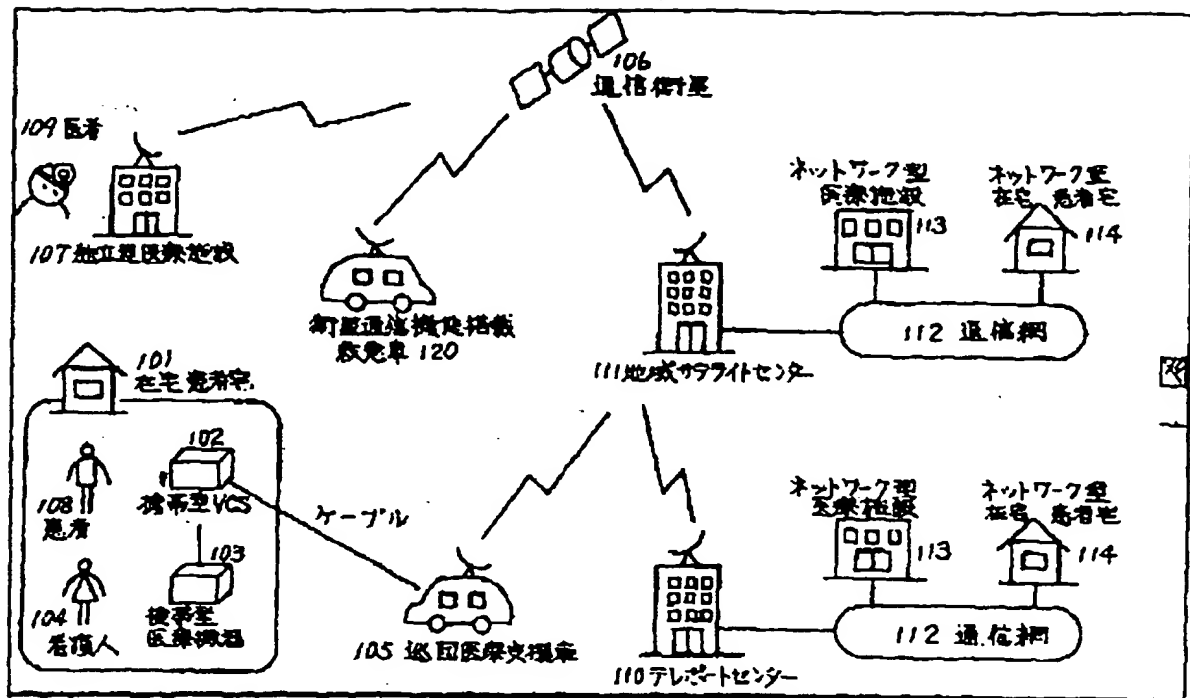 106
通信衛星
109 医者
107 独立型医療施設
衛星通信機能搭載
救急車 120
111 地域サテライトセンター
ネットワーク型
医療施設
113
ネットワーク型
在宅 患者宅
114
112 通信網
101
在宅患者宅
102
携帯型VCS
108
患者
103
携帯型
医療機器
104
看護人
ケーブル
105 巡回医療支援車
110 テレポートセンター
ネットワーク型
医療施設
113
ネットワーク型
在宅 患者宅
114
112 通信網